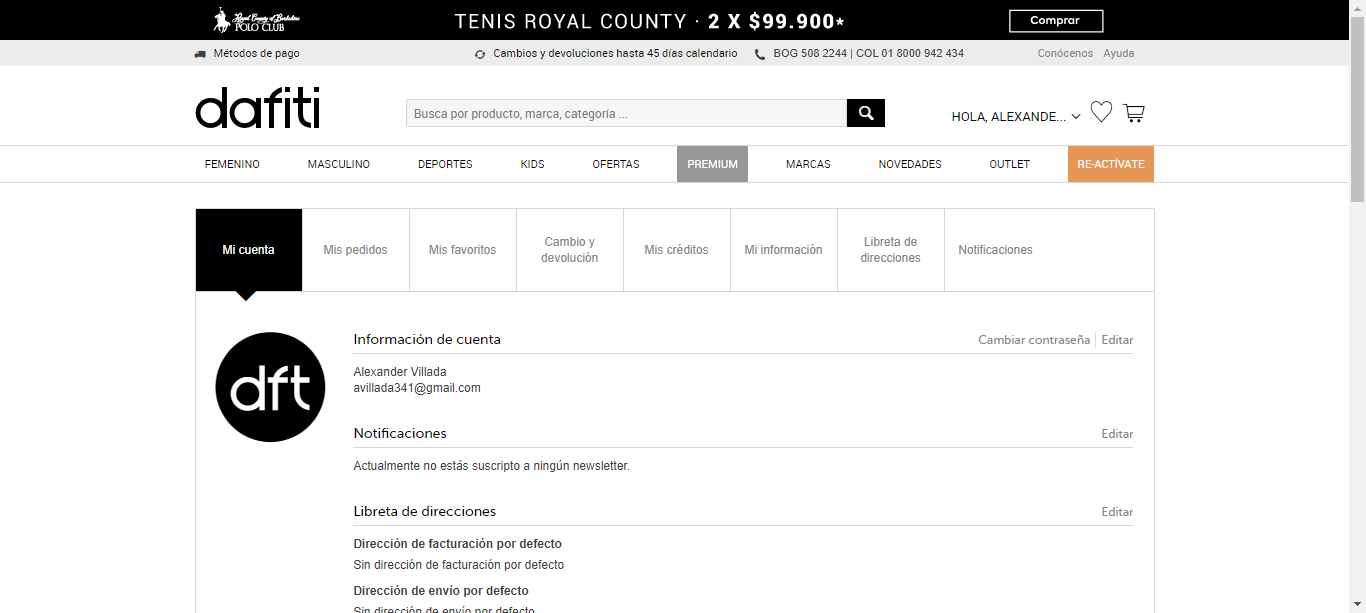 Royal County of Berkshire
POLO CLUB
TENIS ROYAL COUNTY · 2 X $99.900*
Comprar
Métodos de pago
Cambios y devoluciones hasta 45 días calendario
BOG 508 2244 | COL 01 8000 942 434
Conócenos Ayuda
dafiti
Busca por producto, marca, categoría ...
HOLA, ALEXANDE...
FEMENINO MASCULINO DEPORTES KIDS OFERTAS PREMIUM MARCAS NOVEDADES OUTLET RE-ACTÍVATE
Mi cuenta
Mis pedidos
Mis favoritos
Cambio y
devolución
Mis créditos
Mi información
Libreta de
direcciones
Notificaciones
dft
Información de cuenta
Cambiar contraseña | Editar
Alexander Villada
avillada341@gmail.com
Notificaciones
Editar
Actualmente no estás suscripto a ningún newsletter.
Libreta de direcciones
Editar
Dirección de facturación por defecto
Sin dirección de facturación por defecto
Dirección de envío por defecto
Sin dirección de envío por defecto